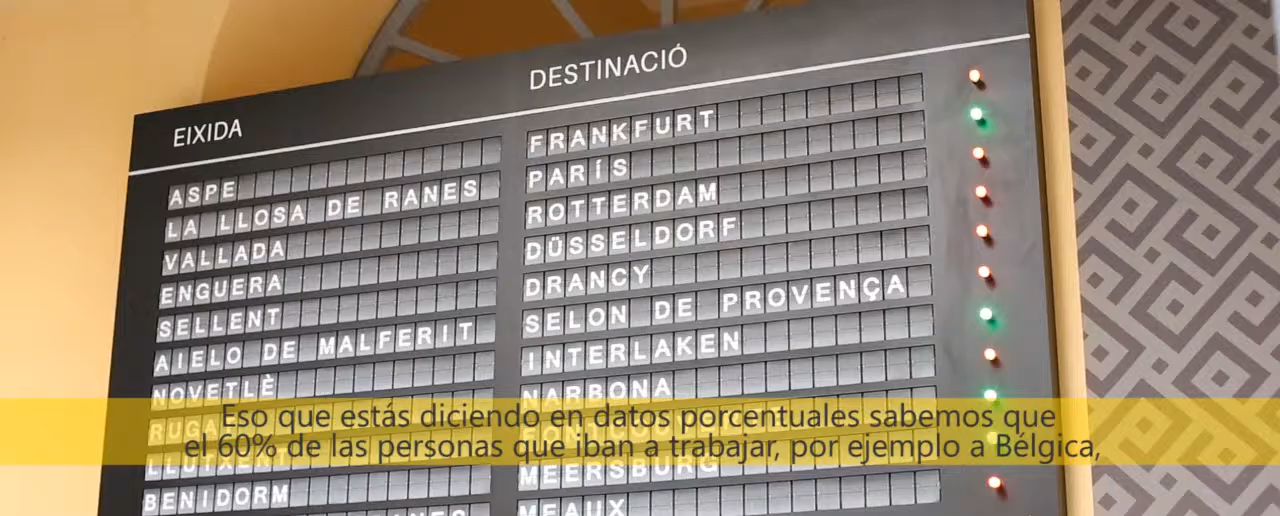 EIXIDA DESTINACIÓ
ASPE FRANKFURT
LA LLOSA DE RANES PARÍS
VALLADA ROTTERDAM
ENGUERA DÜSSELDORF
SELLENT DRANCY
AIELO DE MALFERIT SELON DE PROVENÇA
NOVETLÈ INTERLAKEN
NARBONA
LLUTXENT MEERSBURG
BENIDORM MEAUX
Eso que estás diciendo en datos porcentuales sabemos que
el 60% de las personas que iban a trabajar, por ejemplo a Bélgica,